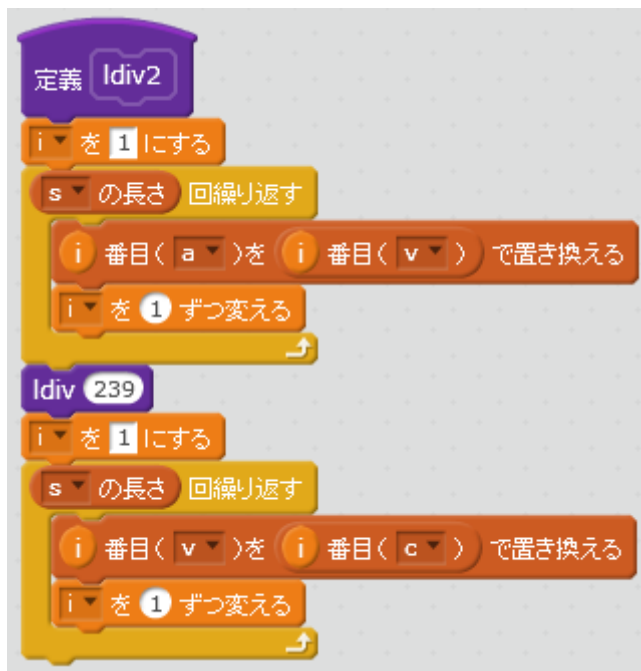 定義 ldiv2
i を 1 にする
s の長さ 回繰り返す
i 番目( a )を i 番目( v ) で置き換える
i を 1 ずつ変える
ldiv 239
i を 1 にする
s の長さ 回繰り返す
i 番目( v )を i 番目( c ) で置き換える
i を 1 ずつ変える